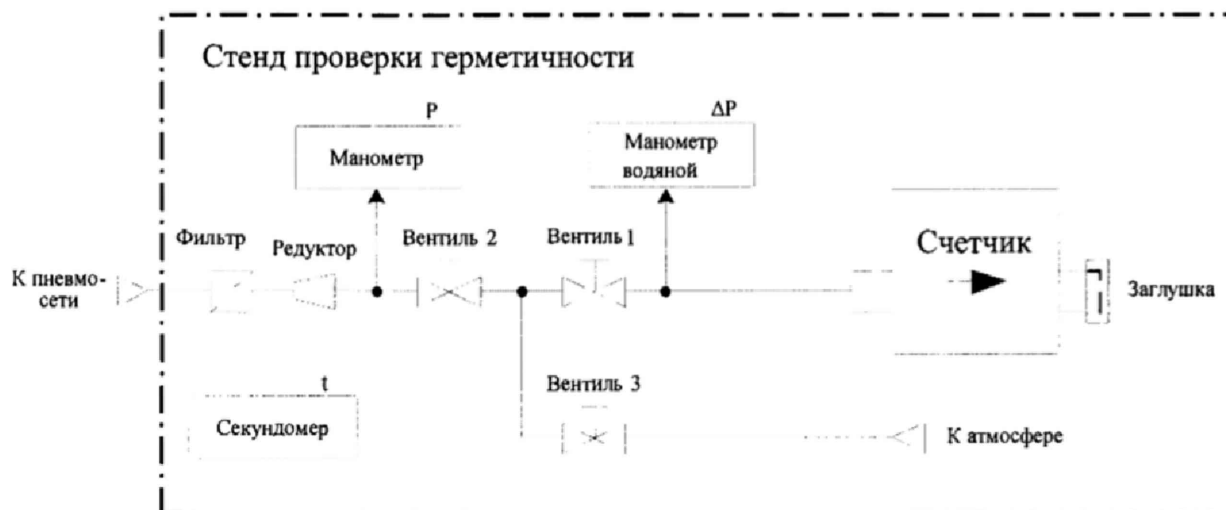 Стенд проверки герметичности
P
ΔP
Манометр
Манометр
водяной
Фильтр
Редуктор
Вентиль 2
Вентиль 1
Счетчик
К пневмо-
сети
Заглушка
t
Вентиль 3
Секундомер
К атмосфере